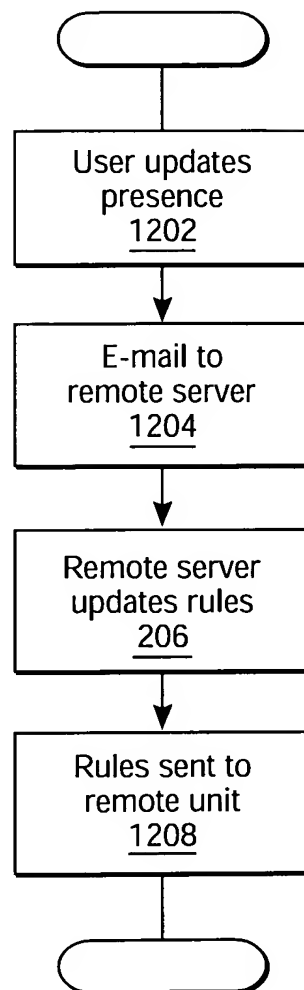 User updates
presence
1202
E-mail to
remote server
1204
Remote server
updates rules
206
Rules sent to
remote unit
1208